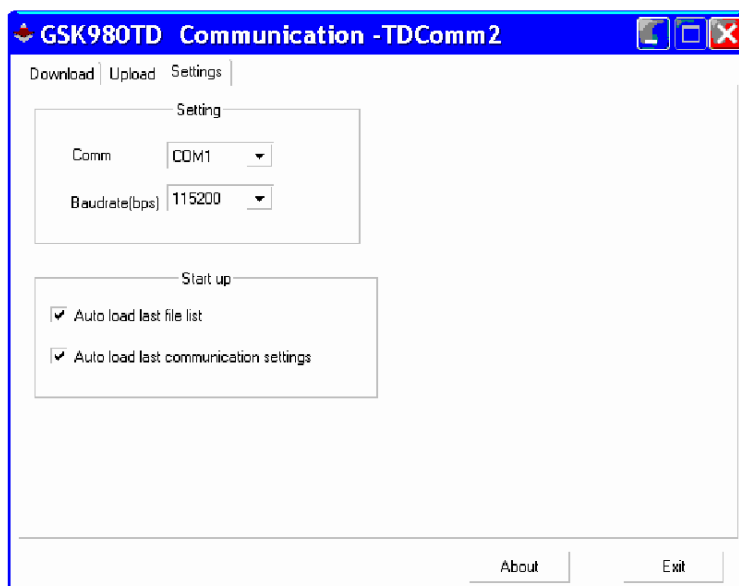 GSK980TD Communication -TDComm2
Download Upload Settings
Setting
Comm COM1
Baudrate(bps) 115200
Start up
Auto load last file list
Auto load last communication settings
About Exit